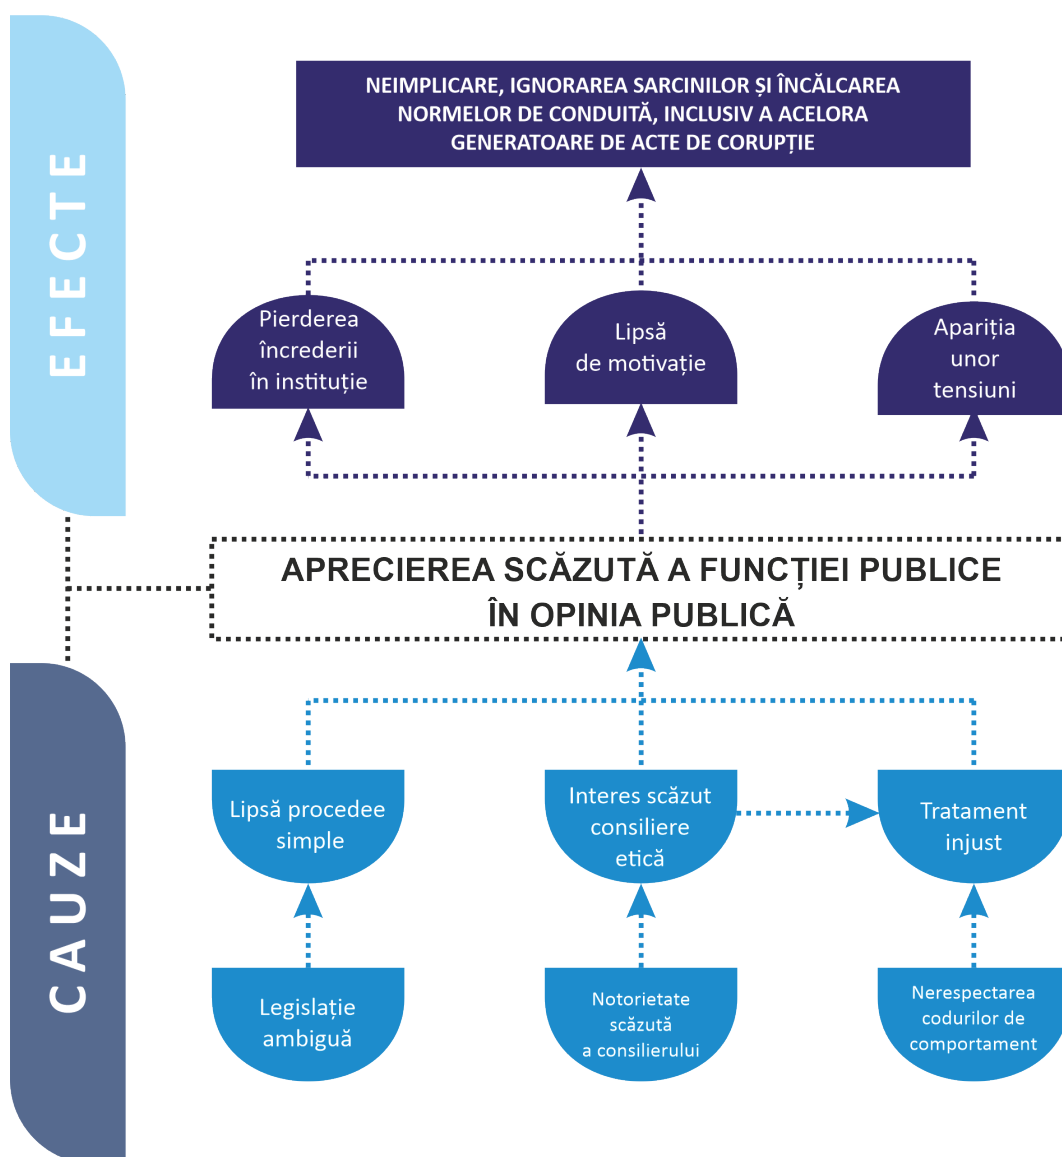 EFECTE
NEIMPLICARE, IGNORAREA SARCINILOR ȘI ÎNCĂLCAREA
NORMELOR DE CONDUITĂ, INCLUSIV A ACELORA
GENERATOARE DE ACTE DE CORUPȚIE
Pierderea
încrederii
în instituție
Lipsă
de motivație
Apariția
unor
tensiuni
APRECIEREA SCĂZUTĂ A FUNCȚIEI PUBLICE
ÎN OPINIA PUBLICĂ
CAUZE
Lipsă procedee
simple
Interes scăzut
consiliere
etică
Tratament
injust
Legislație
ambiguă
Notorietate
scăzută
a consilierului
Nerespectarea
codurilor de
comportament